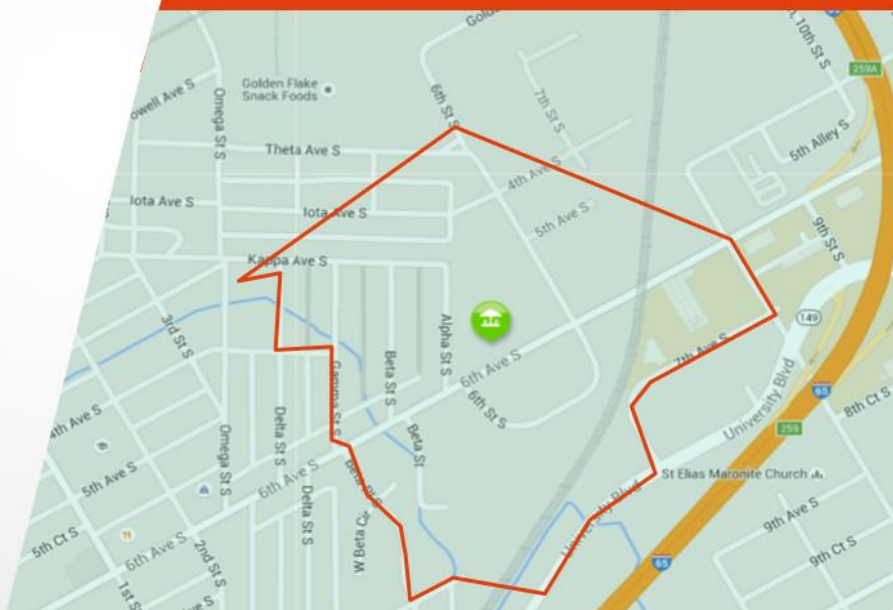 Golden Flake
Snack Foods
6th St S
7th St S
10th St S
259A
Omega St S
Theta Ave S
5th Alley S
4th Ave S
Iota Ave S
Iota Ave S
5th Ave S
9th St S
Kappa Ave S
3rd St S
Alpha St S
149
7th Ave S
Gamma St S
Beta St S
6th Ave S
65
6th St S
University Blvd
8th Ct S
4th Ave S
Omega St S
Delta St S
Beta St
259
5th Ave S
6th Ave S
Beta Pl S
St Elias Maronite Church
Delta St S
University Blvd
9th Ave S
5th Ct S
6th Ave S
2nd St S
W Beta Cir
9th Ct S
65
1st S